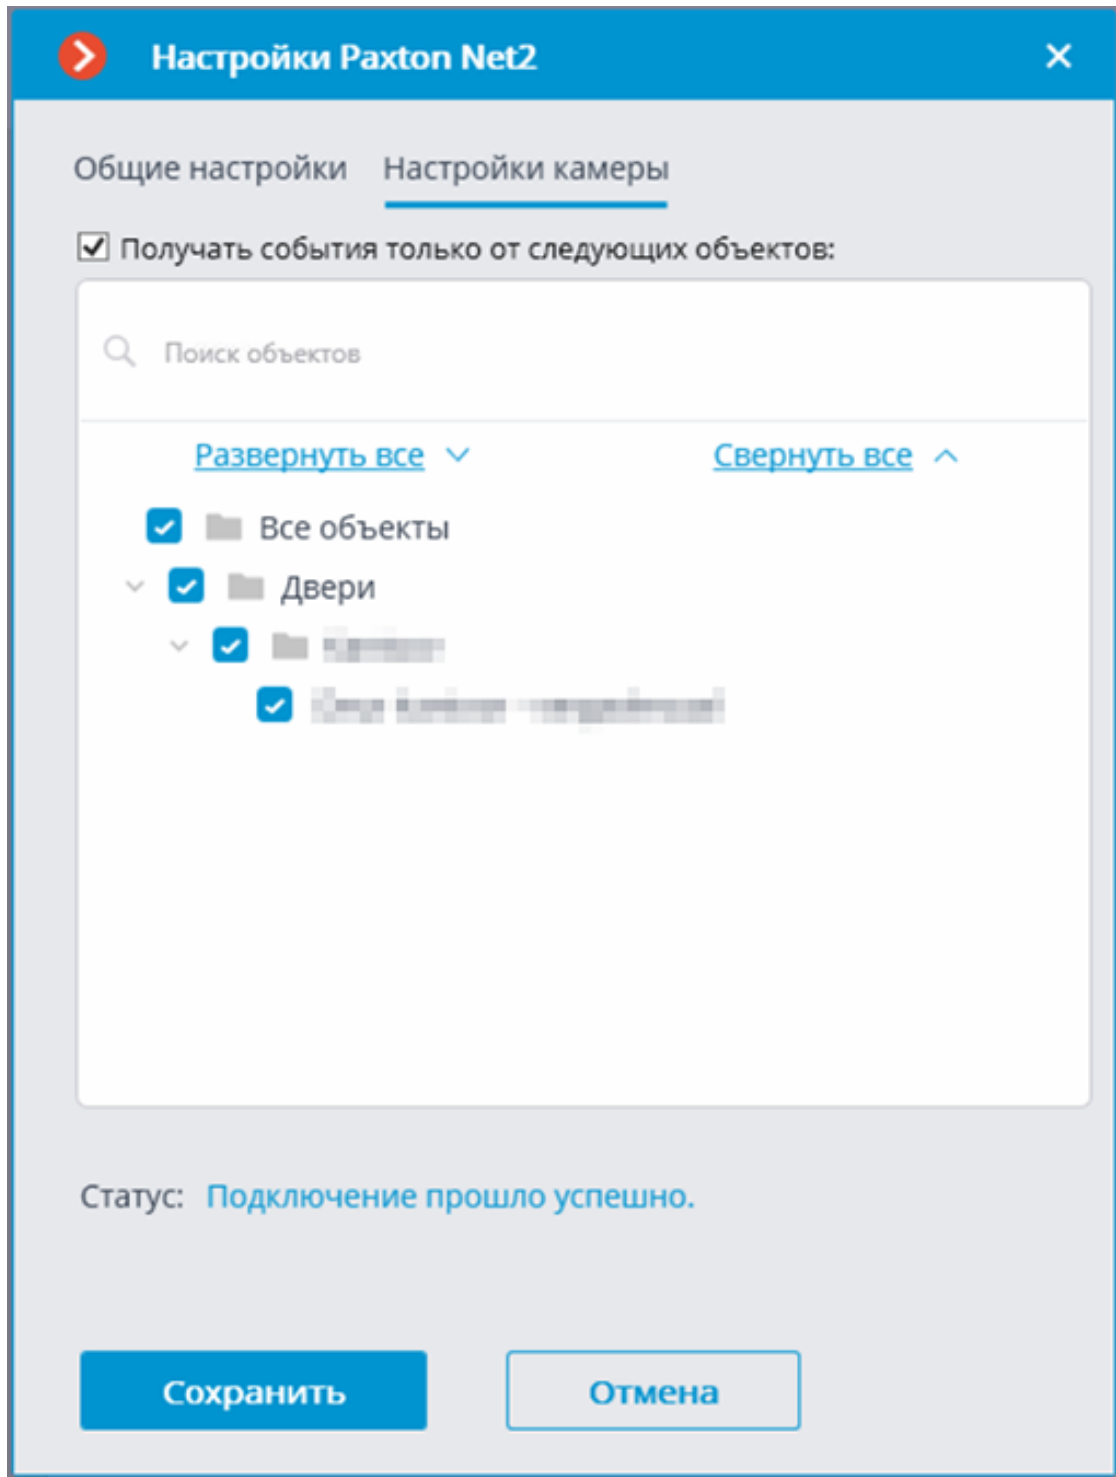 Настройки Paxton Net2
Общие настройки Настройки камеры
Получать события только от следующих объектов:
Поиск объектов
Развернуть все Свернуть все
Все объекты
Двери
Статус: Подключение прошло успешно.
Сохранить Отмена